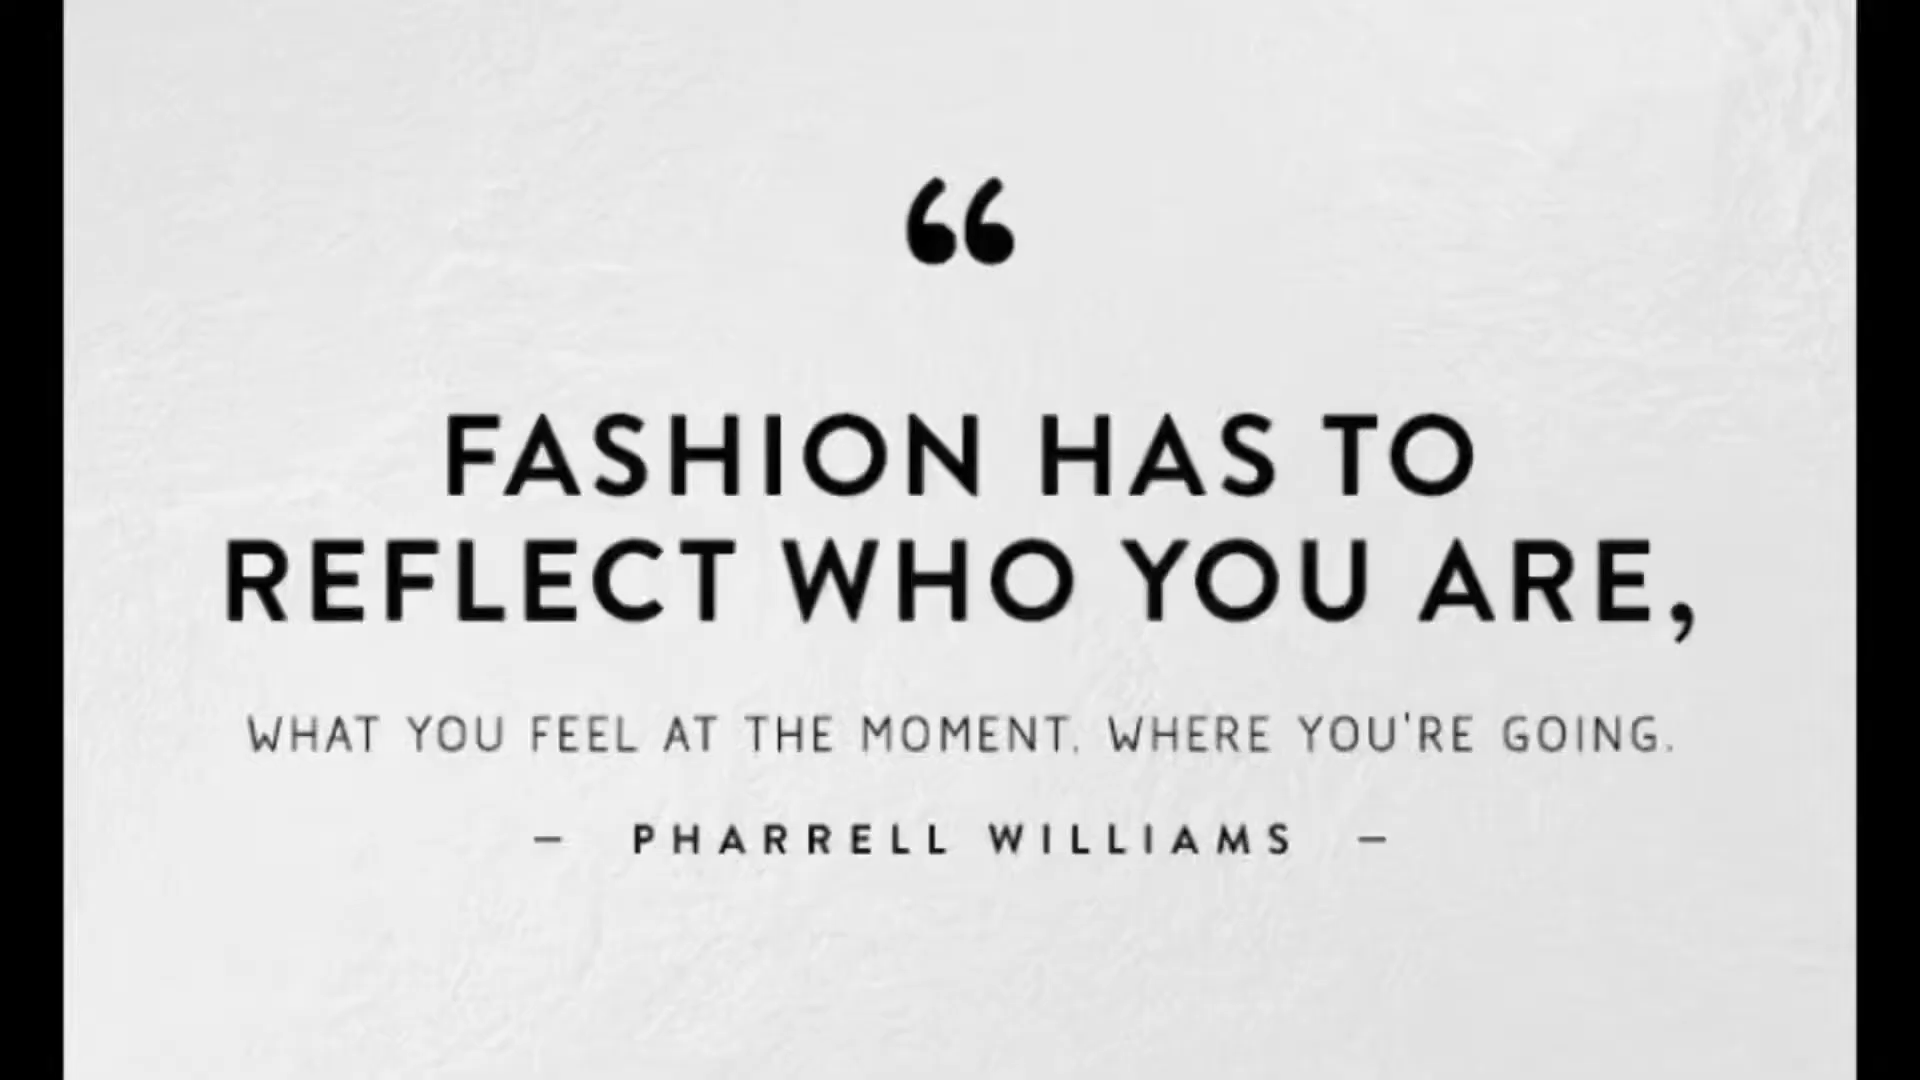 “
FASHION HAS TO
REFLECT WHO YOU ARE,
WHAT YOU FEEL AT THE MOMENT. WHERE YOU'RE GOING.
– PHARRELL WILLIAMS –